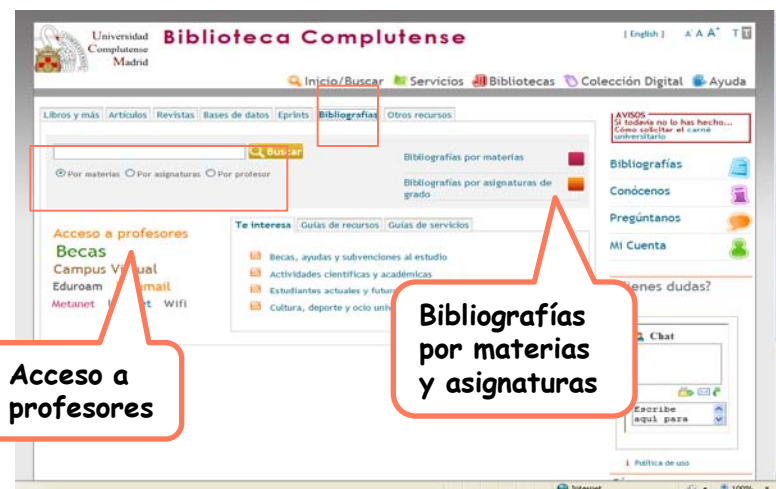 Universidad
Complutense
Madrid
Biblioteca Complutense
[ English ] A A A+ T T
Inicio/Buscar Servicios Bibliotecas Colección Digital Ayuda
Libros y más Artículos Revistas Bases de datos Eprints Bibliografías Otros recursos
AVISOS
Si todavía no lo has hecho...
Cómo solicitar el carné
universitario
Buscar
Por materias Por asignaturas Por profesor
Bibliografías por materias
Bibliografías por asignaturas de
grado
Bibliografías
Conócenos
Pregúntanos
Mi Cuenta
Acceso a profesores
Becas
Campus
Eduroam
Metanet Wifi
Te interesa Guías de recursos Guías de servicios
Becas, ayudas y subvenciones al estudio
Actividades científicas y académicas
Estudiantes actuales y
Cultura, deporte y ocio
dudas?
Chat
Escribe
aquí para
Política de uso
Acceso a
profesores
Bibliografías
por materias
y asignaturas
Internet
100%